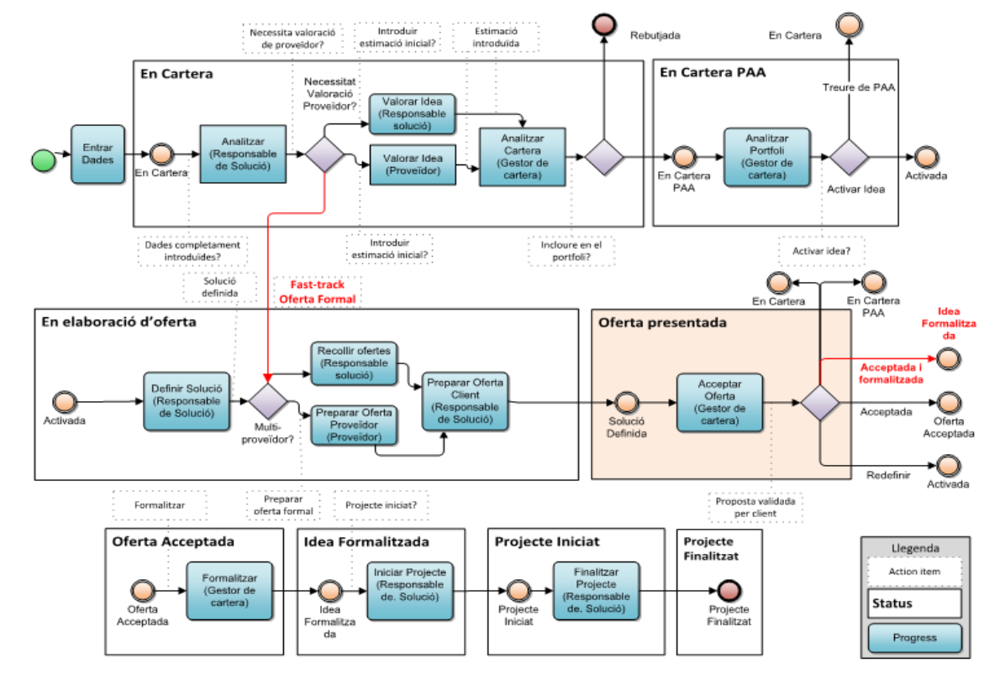 Necessita valoració
de proveïdor?
Introduir
estimació inicial?
Estimació
introduïda
Rebutjada
En Cartera
En Cartera
Necessitat
Valoració
Proveïdor?
Entrar
Dades
En Cartera
Analitzar
(Responsable
de Solució)
Valorar Idea
(Responsable
solució)
Valorar Idea
(Proveïdor)
Analitzar
Cartera
(Gestor de
cartera)
En Cartera PAA
Treure de PAA
En Cartera
PAA
Analitzar
Portfoli
(Gestor de
cartera)
Activar Idea
Activada
Dades completament
introduïdes?
Introduir
estimació inicial?
Incloure en el
portfoli?
Activar idea?
Solució
definida
Fast-track
Oferta Formal
En elaboració d'oferta
Activada
Definir Solució
(Responsable
de Solució)
Multi-
proveïdor?
Recollir ofertes
(Responsable
solució)
Preparar Oferta
Proveïdor
(Proveïdor)
Preparar Oferta
Client
(Responsable
de Solució)
En Cartera
En Cartera
PAA
Oferta presentada
Solució
Definida
Acceptar
Oferta
(Gestor de
cartera)
Idea
Formalitza
da
Acceptada i
formalitzada
Acceptada
Oferta
Acceptada
Redefinir
Activada
Formalitzar
Preparar
oferta formal
Projecte iniciat?
Proposta validada
per client
Oferta Acceptada
Oferta
Acceptada
Formalitzar
(Gestor de
cartera)
Idea Formalitzada
Idea
Formalitza
da
Iniciar Projecte
(Responsable
de. Solució)
Projecte Iniciat
Projecte
Iniciat
Finalitzar
Projecte
(Responsable
de. Solució)
Projecte
Finalitzat
Projecte
Finalitzat
Llegenda
Action item
Status
Progress